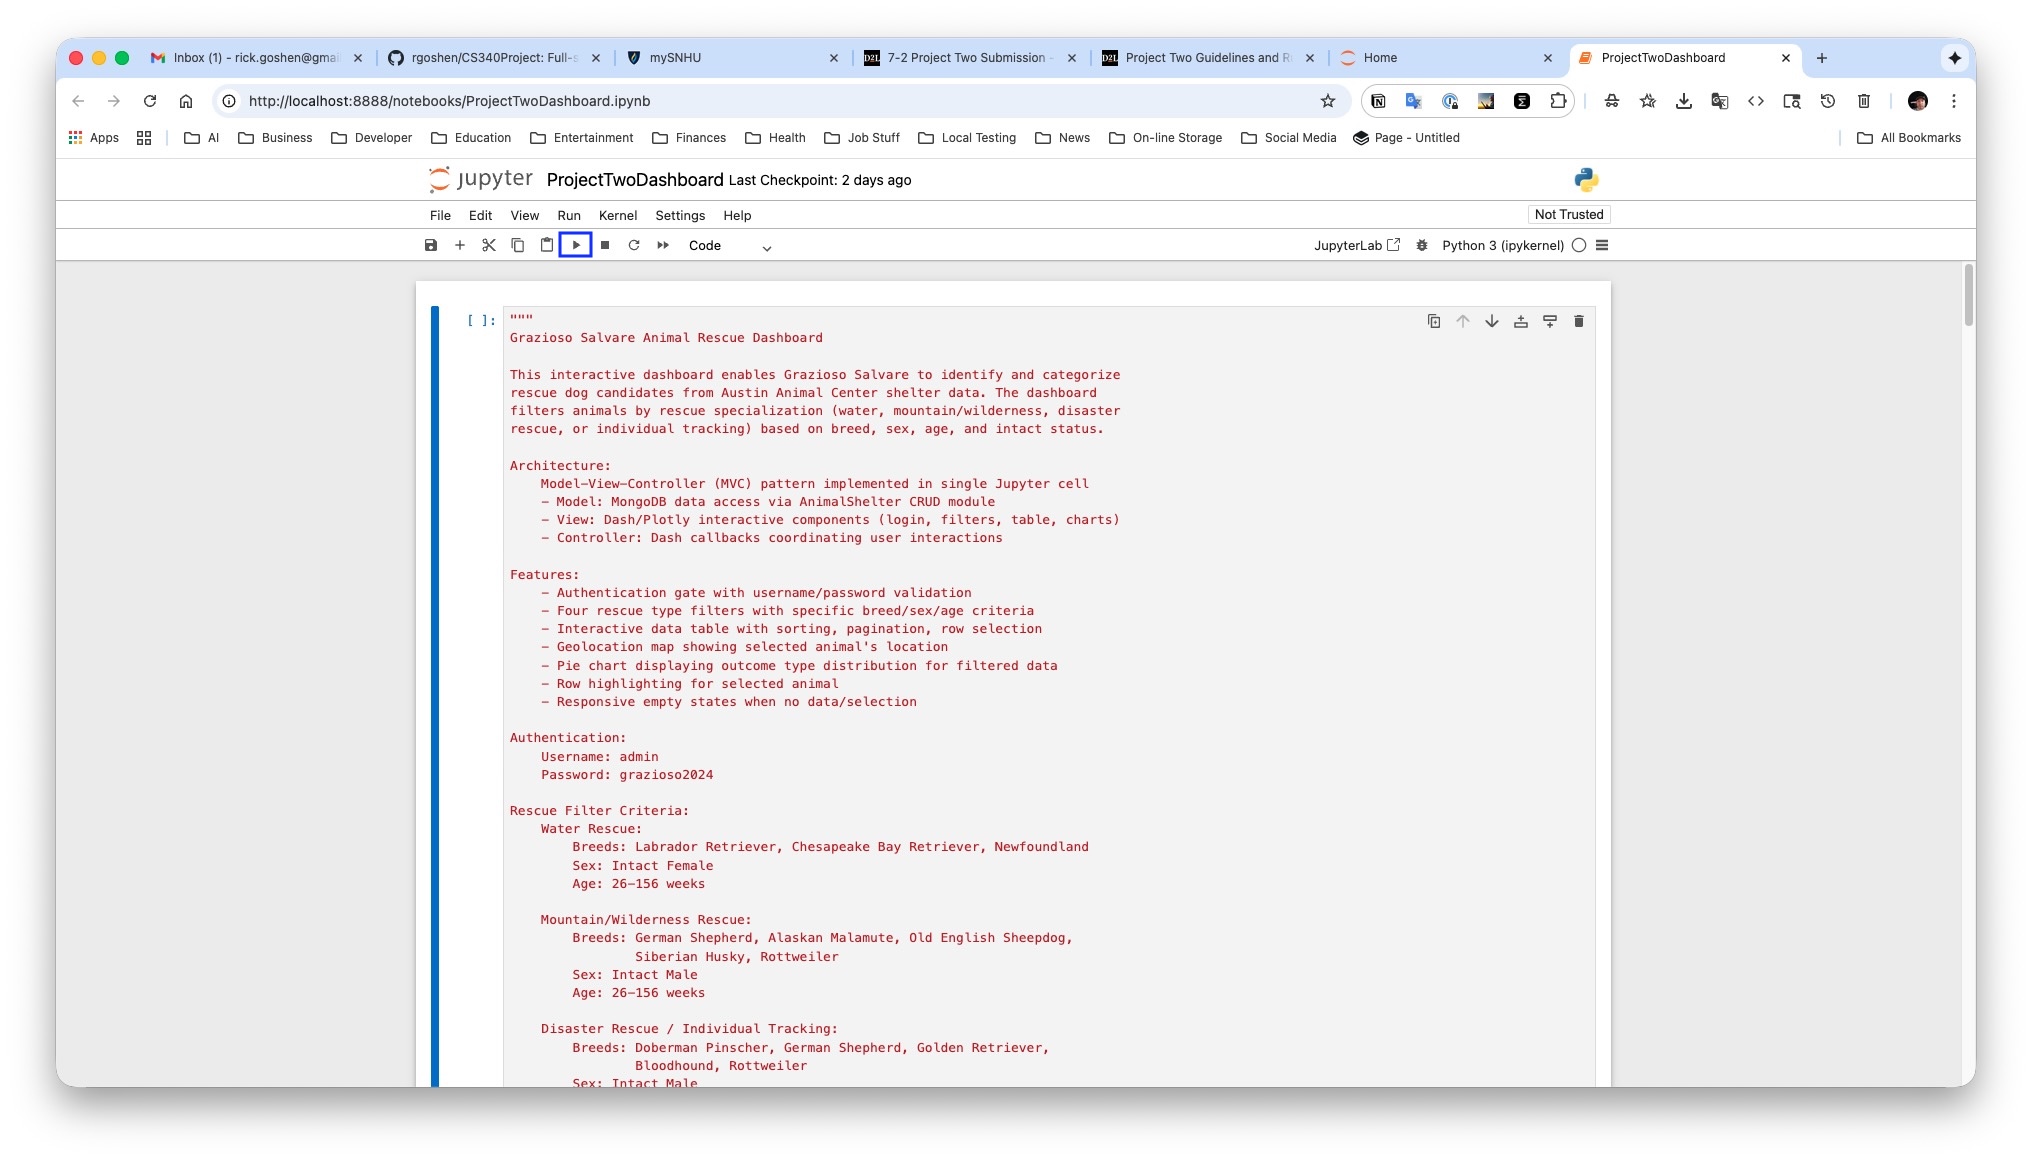 Inbox (1) - rick.goshen@gmai
rgoshen/CS340Project: Full-s
mySNHU
D2L 7-2 Project Two Submission -
D2L Project Two Guidelines and R
Home
ProjectTwoDashboard
http://localhost:8888/notebooks/ProjectTwoDashboard.ipynb
Apps
AI
Business
Developer
Education
Entertainment
Finances
Health
Job Stuff
Local Testing
News
On-line Storage
Social Media
Page - Untitled
All Bookmarks
jupyter ProjectTwoDashboard Last Checkpoint: 2 days ago
File Edit View Run Kernel Settings Help
Not Trusted
Code
JupyterLab
Python 3 (ipykernel)
[ ]: """
Grazioso Salvare Animal Rescue Dashboard
This interactive dashboard enables Grazioso Salvare to identify and categorize
rescue dog candidates from Austin Animal Center shelter data. The dashboard
filters animals by rescue specialization (water, mountain/wilderness, disaster
rescue, or individual tracking) based on breed, sex, age, and intact status.
Architecture:
Model-View-Controller (MVC) pattern implemented in single Jupyter cell
- Model: MongoDB data access via AnimalShelter CRUD module
- View: Dash/Plotly interactive components (login, filters, table, charts)
- Controller: Dash callbacks coordinating user interactions
Features:
- Authentication gate with username/password validation
- Four rescue type filters with specific breed/sex/age criteria
- Interactive data table with sorting, pagination, row selection
- Geolocation map showing selected animal's location
- Pie chart displaying outcome type distribution for filtered data
- Row highlighting for selected animal
- Responsive empty states when no data/selection
Authentication:
Username: admin
Password: grazioso2024
Rescue Filter Criteria:
Water Rescue:
Breeds: Labrador Retriever, Chesapeake Bay Retriever, Newfoundland
Sex: Intact Female
Age: 26-156 weeks
Mountain/Wilderness Rescue:
Breeds: German Shepherd, Alaskan Malamute, Old English Sheepdog,
Siberian Husky, Rottweiler
Sex: Intact Male
Age: 26-156 weeks
Disaster Rescue / Individual Tracking:
Breeds: Doberman Pinscher, German Shepherd, Golden Retriever,
Bloodhound, Rottweiler
Sex: Intact Male